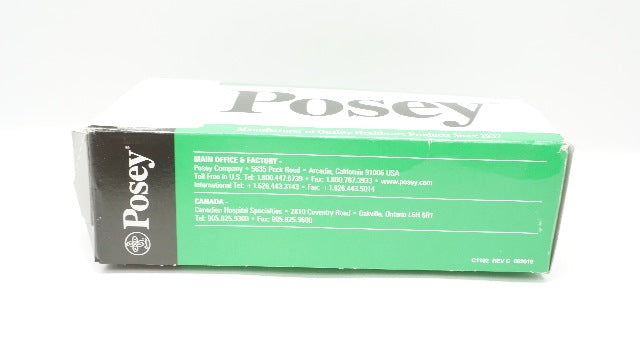 Posey
Manufacturer of Quality Healthcare Products Since 1937
Posey
MAIN OFFICE & FACTORY -
Posey Company • 5635 Peck Road • Arcadia, California 91006 USA
Toll Free in U.S. Tel: 1.800.447.6739 • Fax: 1.800.767.3933 • www.posey.com
International Tel: +1.626.443.3143 • Fax: +1.626.443.5014
CANADA -
Canadian Hospital Specialties • 2810 Coventry Road • Oakville, Ontario L6H 6R1
Tel: 905.825.9300 • Fax: 905.825.9680
REV C